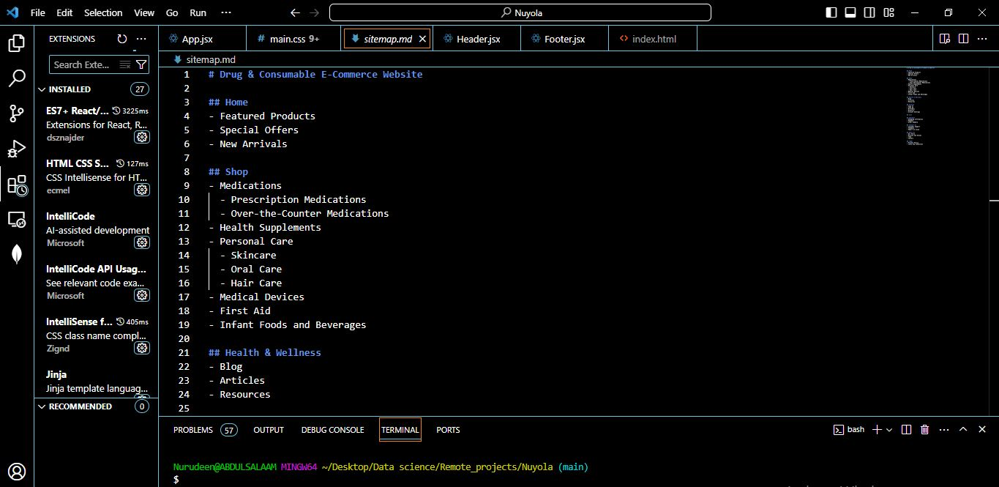 File Edit Selection View Go Run ··· Nuyola
EXTENSIONS
Search Exte...
INSTALLED 27
ES7+ React/... 3225ms
Extensions for React, R...
dsznajder
HTML CSS S... 127ms
CSS Intellisense for HT...
ecmel
IntelliCode
AI-assisted development
Microsoft
IntelliCode API Usag...
See relevant code exa...
Microsoft
IntelliSense f... 405ms
CSS class name compl...
Zignd
Jinja
Jinja template languag...
RECOMMENDED 0
App.jsx # main.css 9+ sitemap.md Header.jsx Footer.jsx <> index.html
sitemap.md
1 # Drug & Consumable E-Commerce Website
2
3 ## Home
4 - Featured Products
5 - Special Offers
6 - New Arrivals
7
8 ## Shop
9 - Medications
10 - Prescription Medications
11 - Over-the-Counter Medications
12 - Health Supplements
13 - Personal Care
14 - Skincare
15 - Oral Care
16 - Hair Care
17 - Medical Devices
18 - First Aid
19 - Infant Foods and Beverages
20
21 ## Health & Wellness
22 - Blog
23 - Articles
24 - Resources
25
PROBLEMS 57 OUTPUT DEBUG CONSOLE TERMINAL PORTS bash
Nurudeen@ABDULSALAAM MINGW64 ~/Desktop/Data science/Remote_projects/Nuyola (main)
$